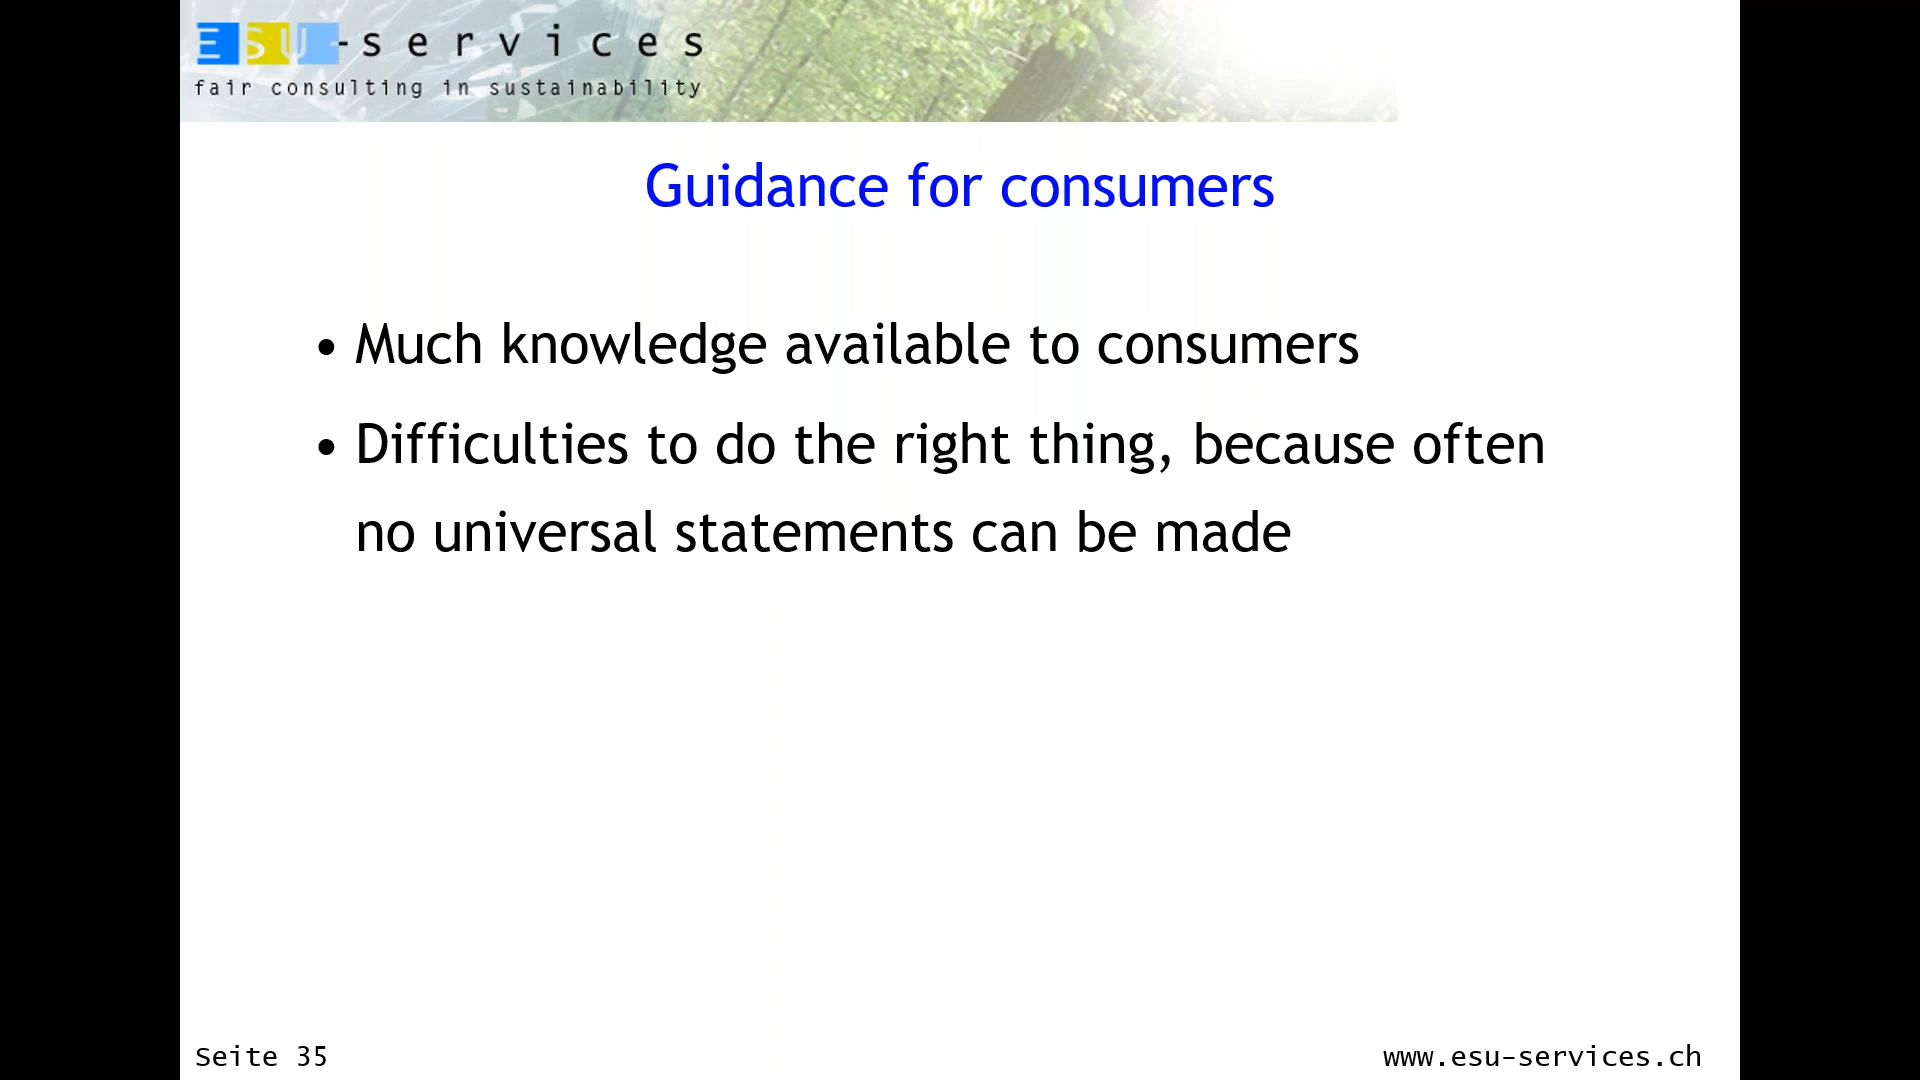 ESU-services
fair consulting in sustainability
Guidance for consumers
• Much knowledge available to consumers
• Difficulties to do the right thing, because often
no universal statements can be made
Seite 35
www.esu-services.ch